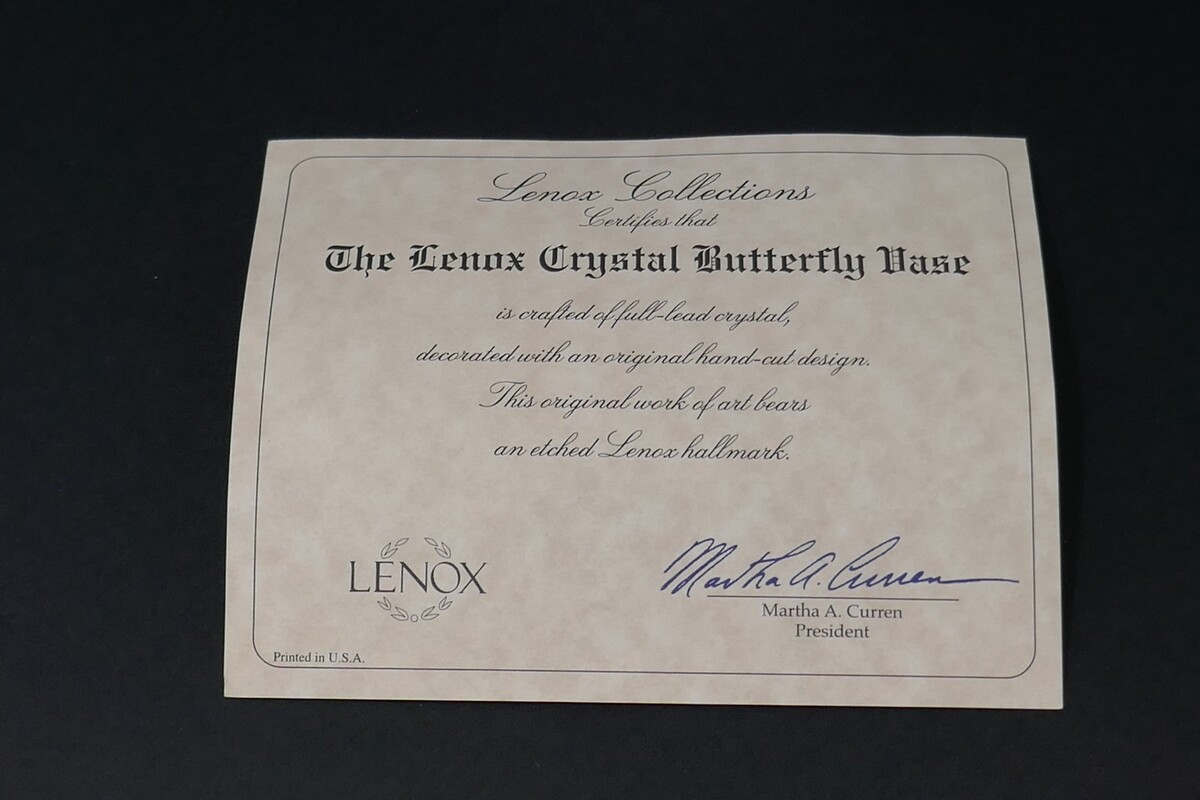 Lenox Collections
Certifies that
The Lenox Crystal Butterfly Vase
is crafted of full-lead crystal,
decorated with an original hand-cut design.
This original work of art bears
an etched Lenox hallmark.
LENOX
Martha A. Curren
Martha A. Curren
President
Printed in U.S.A.